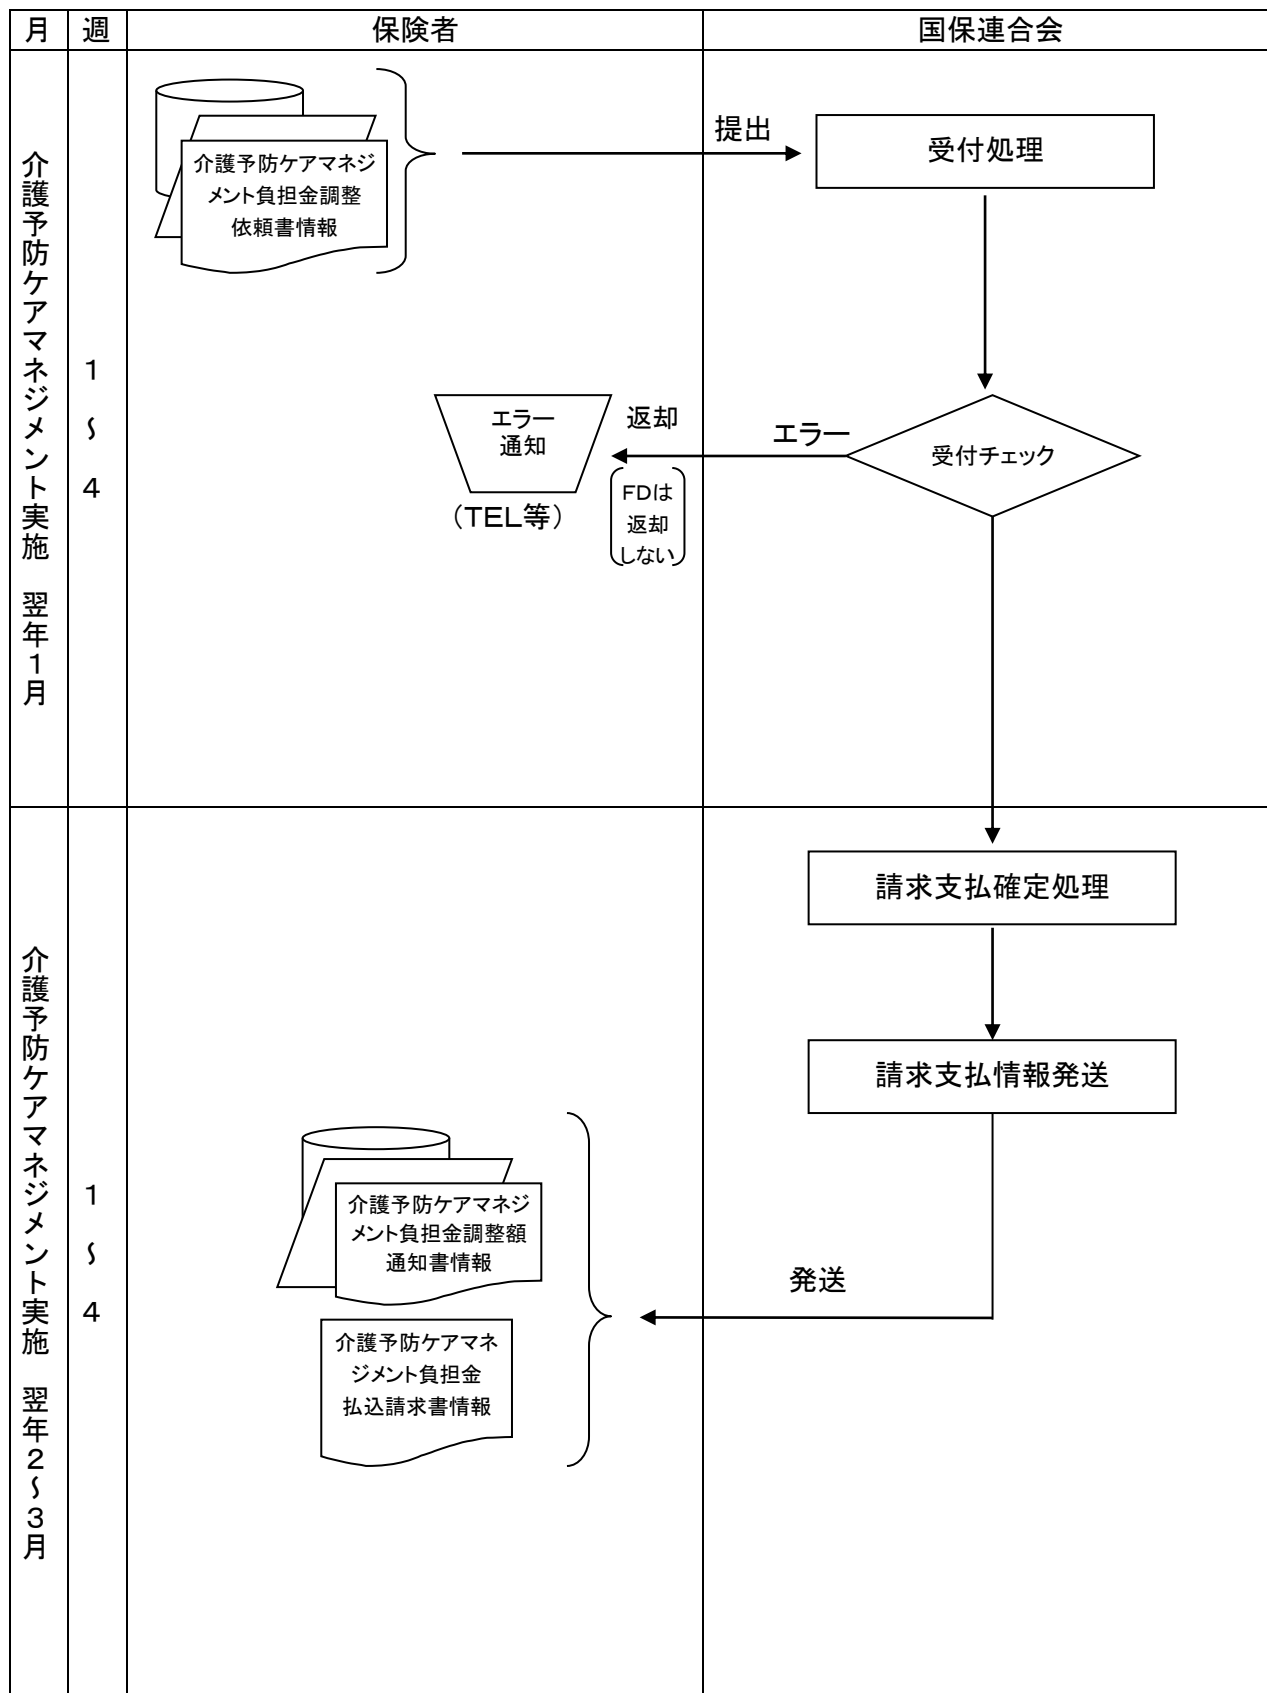 月 週 保険者 国保連合会
介護予防ケアマネジメント実施　翌年１月
１
～
４
介護予防ケアマネジ
メント負担金調整
依頼書情報
提出
受付処理
エラー
通知
（TEL等）
返却
FDは
返却
しない
エラー
受付チェック
介護予防ケアマネジメント実施　翌年２～３月
１
～
４
請求支払確定処理
請求支払情報発送
介護予防ケアマネジ
メント負担金調整額
通知書情報
発送
介護予防ケアマネ
ジメント負担金
払込請求書情報